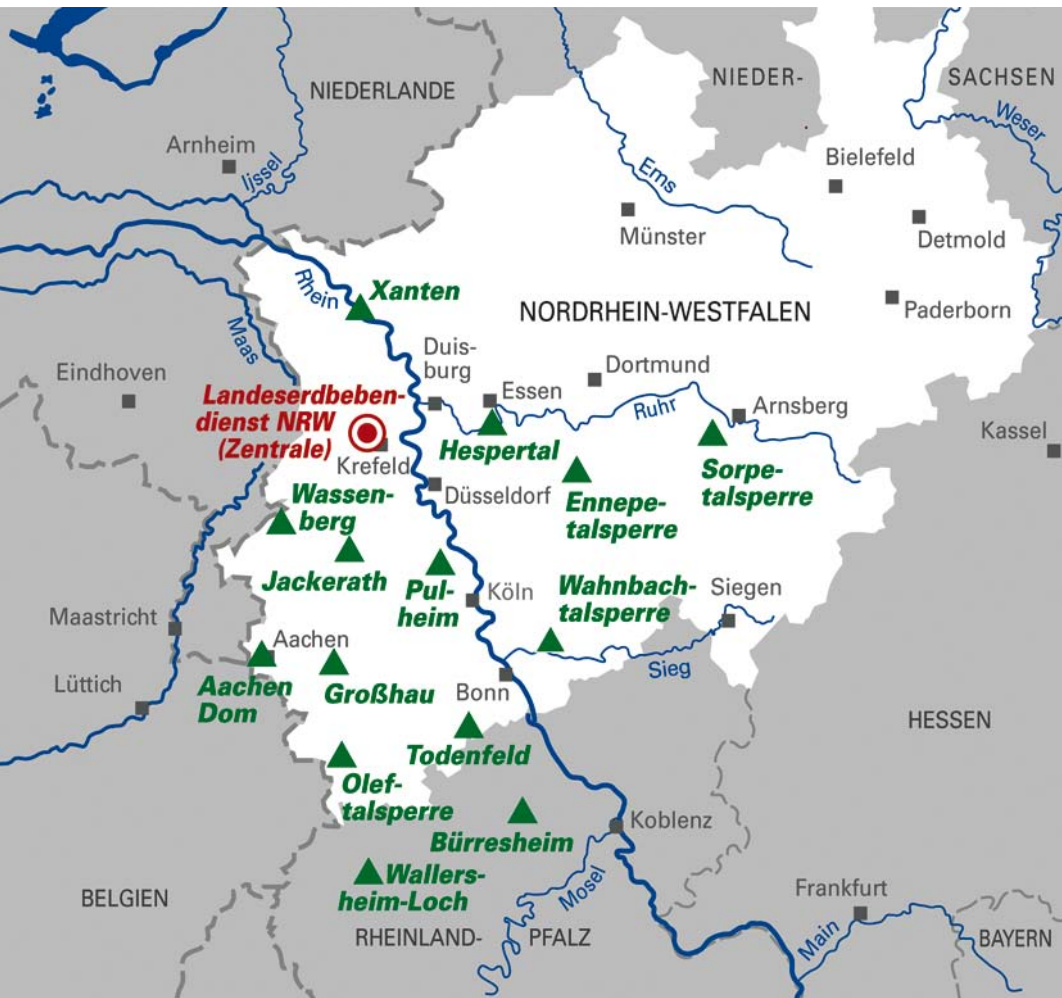 NIEDER-
SACHSEN
NIEDERLANDE
Weser
Arnheim
Bielefeld
Ijssel
Ems
Münster
Detmold
Rhein
Xanten
NORDRHEIN-WESTFALEN
Paderborn
Maas
Duis-
burg
Dortmund
Eindhoven
Essen
Landeserdbeben-
dienst NRW
(Zentrale)
Ruhr
Arnsberg
Kassel
Krefeld
Hespertal
Sorpe-
talsperre
Wassen-
berg
Düsseldorf
Ennepe-
talsperre
Jackerath
Pul-
heim
Köln
Wahnbach-
talsperre
Siegen
Maastricht
Aachen
Sieg
Lüttich
Aachen
Dom
Großhau
Bonn
HESSEN
Todenfeld
Olef-
talsperre
Bürresheim
Koblenz
Wallers-
heim-Loch
Mosel
BELGIEN
Frankfurt
RHEINLAND-
PFALZ
Main
BAYERN